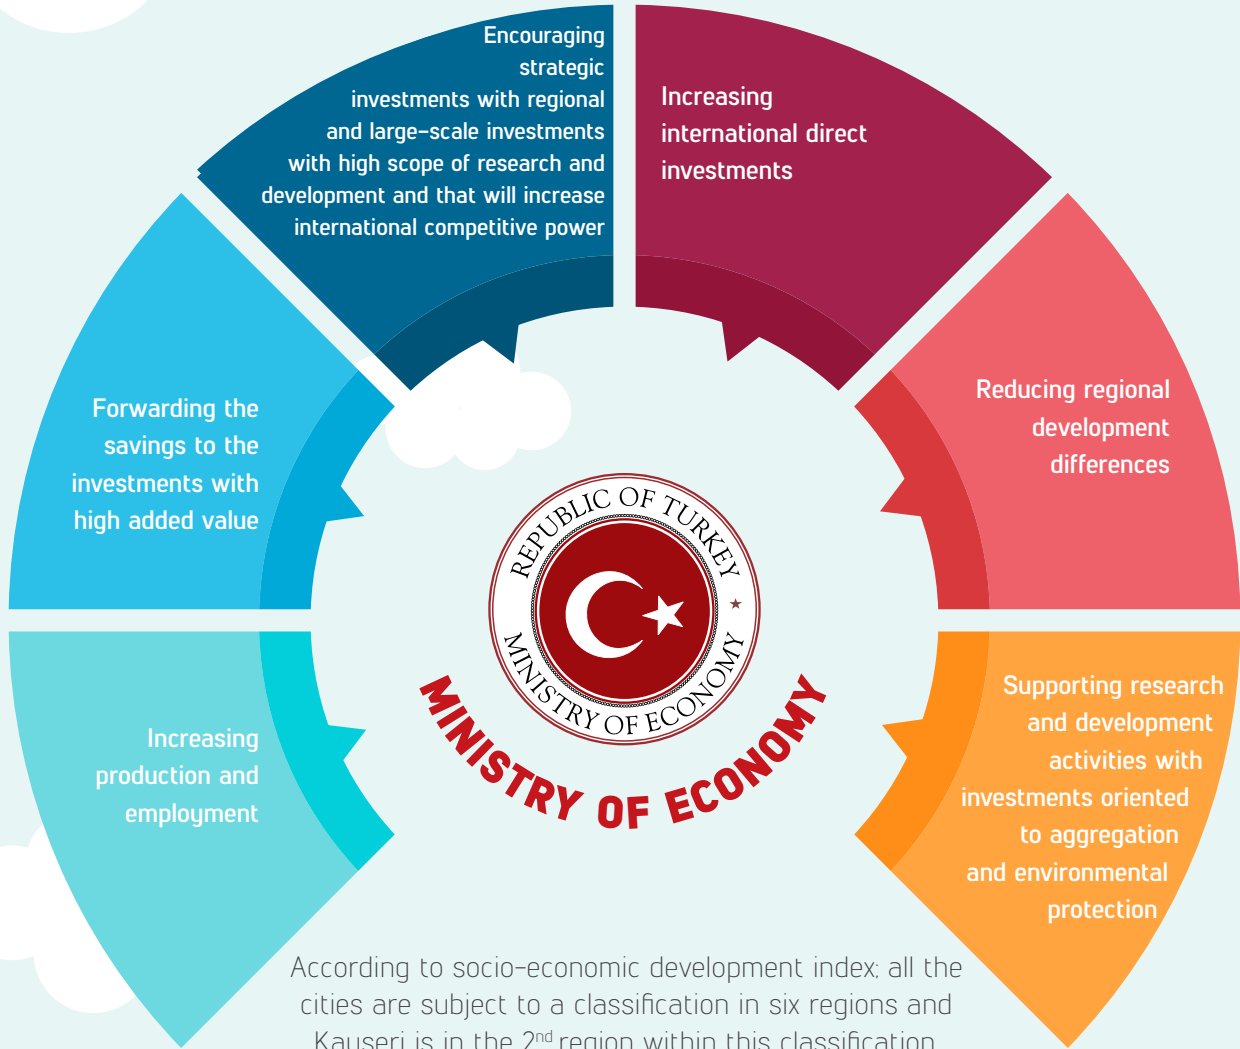 Encouraging
strategic
investments with regional
and large-scale investments
with high scope of research and
development and that will increase
international competitive power
Increasing
international direct
investments
Forwarding the
savings to the
investments with
high added value
Reducing regional
development
differences
Increasing
production and
employment
Supporting research
and development
activities with
investments oriented
to aggregation
and environmental
protection
REPUBLIC OF TURKEY
MINISTRY OF ECONOMY
MINISTRY OF ECONOMY
According to socio-economic development index; all the
cities are subject to a classification in six regions and
Kayseri is in the 2nd region within this classification.